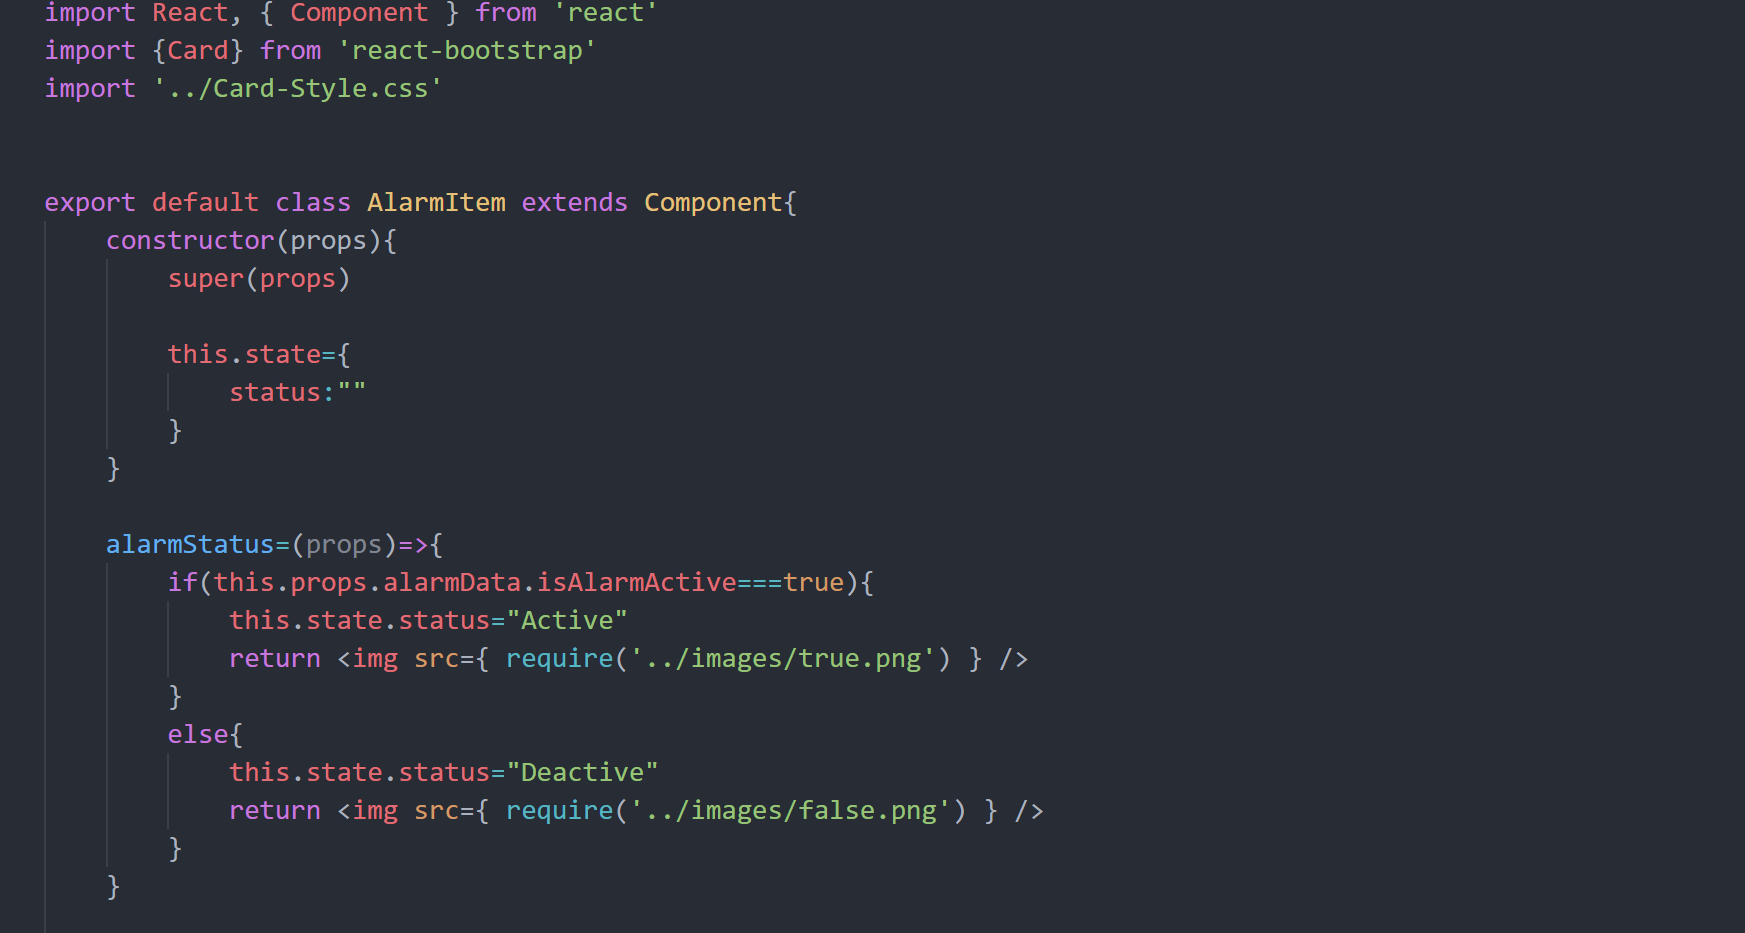 import React, { Component } from 'react'
import {Card} from 'react-bootstrap'
import '../Card-Style.css'
export default class AlarmItem extends Component{
    constructor(props){
        super(props)
        this.state={
            status:""
        }
    }
    alarmStatus=(props)=>{
        if(this.props.alarmData.isAlarmActive===true){
            this.state.status="Active"
            return <img src={ require('../images/true.png') } />
        }
        else{
            this.state.status="Deactive"
            return <img src={ require('../images/false.png') } />
        }
    }